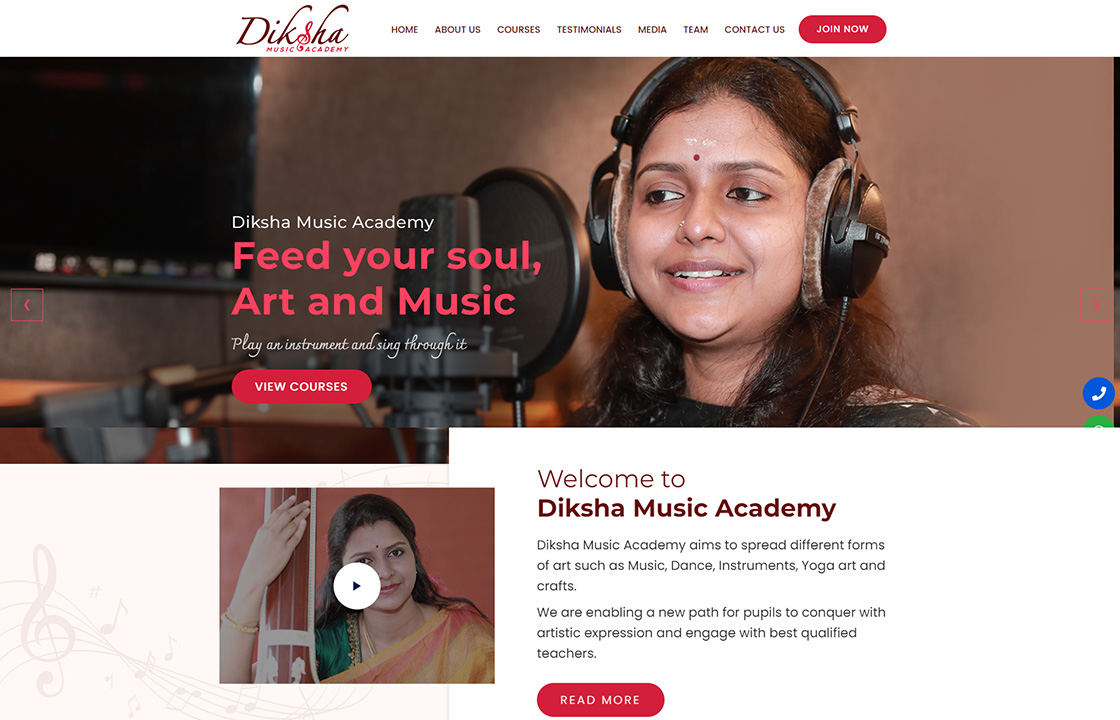 Diksha
MUSIC ACADEMY
HOME ABOUT US COURSES TESTIMONIALS MEDIA TEAM CONTACT US JOIN NOW
Diksha Music Academy
Feed your soul,
Art and Music
Play an instrument and sing through it
VIEW COURSES
Welcome to
Diksha Music Academy
Diksha Music Academy aims to spread different forms
of art such as Music, Dance, Instruments, Yoga art and
crafts.
We are enabling a new path for pupils to conquer with
artistic expression and engage with best qualified
teachers.
READ MORE